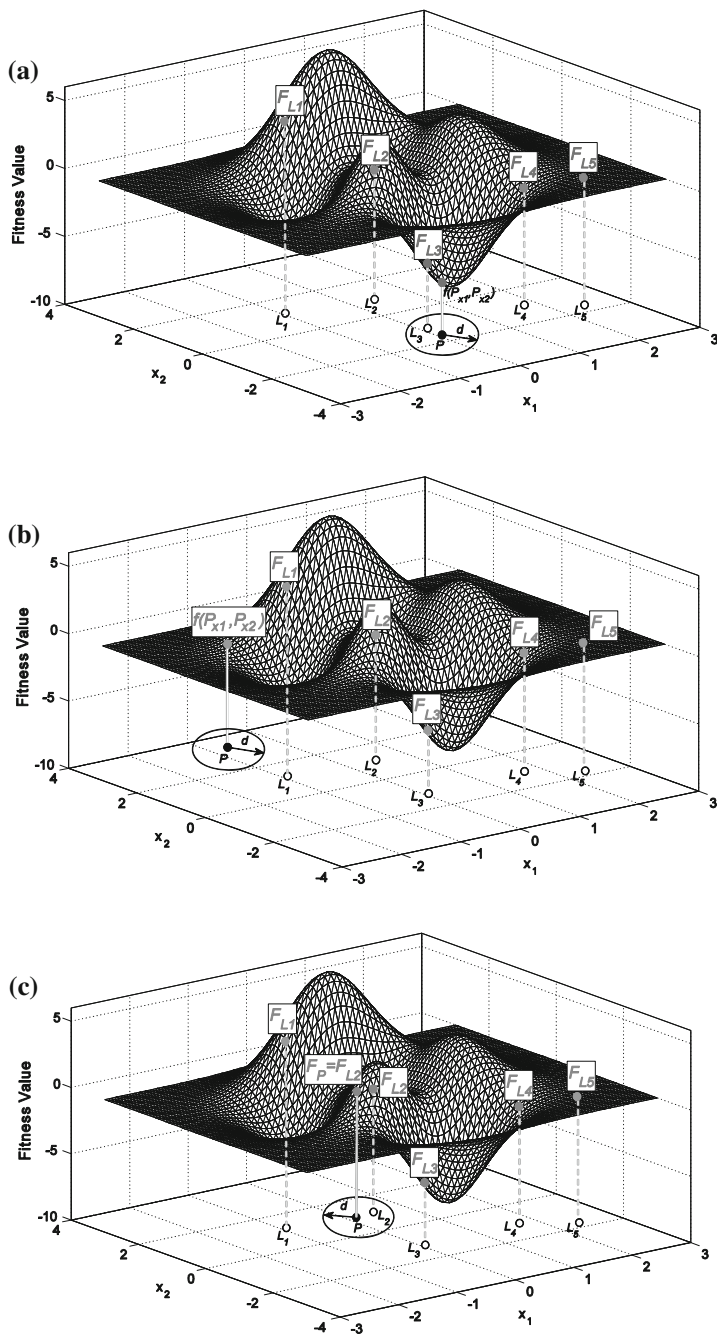 (a)
Fitness Value
5
0
-5
-10
F_L1
F_L2
F_L3
F_L4
F_L5
f(P_x1, P_x2)
L_1
L_2
L_3
L_4
L_5
P
d
4
2
0
-2
-4
x_2
-3
-2
-1
0
1
2
3
x_1
(b)
Fitness Value
5
0
-5
-10
F_L1
F_L2
F_L3
F_L4
F_L5
f(P_x1, P_x2)
L_1
L_2
L_3
L_4
L_5
P
d
4
2
0
-2
-4
x_2
-3
-2
-1
0
1
2
3
x_1
(c)
Fitness Value
5
0
-5
-10
F_L1
F_P=F_L2
F_L2
F_L3
F_L4
F_L5
L_1
L_2
L_3
L_4
L_5
P
d
4
2
0
-2
-4
x_2
-3
-2
-1
0
1
2
3
x_1